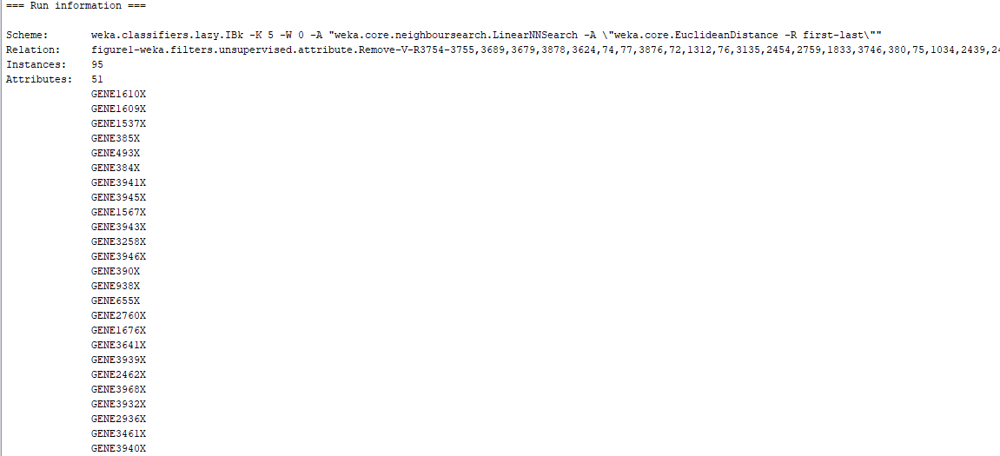 === Run information ===
Scheme: weka.classifiers.lazy.IBk -K 5 -W 0 -A "weka.core.neighboursearch.LinearNNSearch -A \"weka.core.EuclideanDistance -R first-last\""
Relation: figure1-weka.filters.unsupervised.attribute.Remove-V-R3754-3755,3689,3679,3878,3624,74,77,3876,72,1312,76,3135,2454,2759,1833,3746,380,75,1034,2439,24
Instances: 95
Attributes: 51
GENE1610X
GENE1609X
GENE1537X
GENE385X
GENE493X
GENE384X
GENE3941X
GENE3945X
GENE1567X
GENE3943X
GENE3258X
GENE3946X
GENE390X
GENE938X
GENE655X
GENE2760X
GENE1676X
GENE3641X
GENE3939X
GENE2462X
GENE3968X
GENE3932X
GENE2936X
GENE3461X
GENE3940X